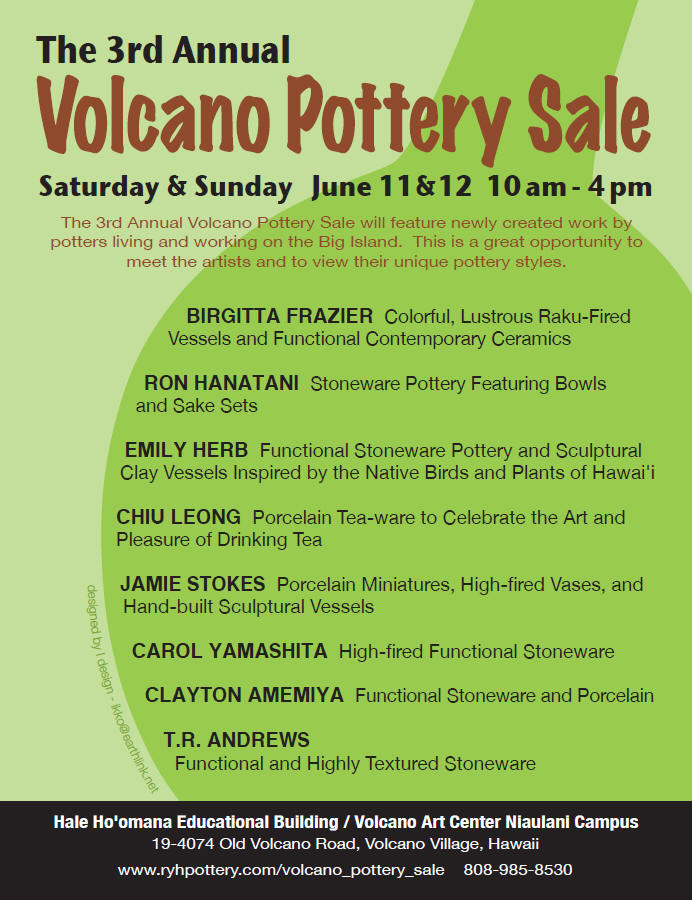 The 3rd Annual
Volcano Pottery Sale
Saturday & Sunday June 11 & 12 10 am - 4 pm
The 3rd Annual Volcano Pottery Sale will feature newly created work by
potters living and working on the Big Island. This is a great opportunity to
meet the artists and to view their unique pottery styles.
BIRGITTA FRAZIER Colorful, Lustrous Raku-Fired
Vessels and Functional Contemporary Ceramics
RON HANATANI Stoneware Pottery Featuring Bowls
and Sake Sets
EMILY HERB Functional Stoneware Pottery and Sculptural
Clay Vessels Inspired by the Native Birds and Plants of Hawai'i
CHIU LEONG Porcelain Tea-ware to Celebrate the Art and
Pleasure of Drinking Tea
JAMIE STOKES Porcelain Miniatures, High-fired Vases, and
Hand-built Sculptural Vessels
CAROL YAMASHITA High-fired Functional Stoneware
CLAYTON AMEMIYA Functional Stoneware and Porcelain
T.R. ANDREWS
Functional and Highly Textured Stoneware
designed by I design - ikko@earthlink.net
Hale Ho'omana Educational Building / Volcano Art Center Niaulani Campus
19-4074 Old Volcano Road, Volcano Village, Hawaii
www.ryhpottery.com/volcano_pottery_sale 808-985-8530